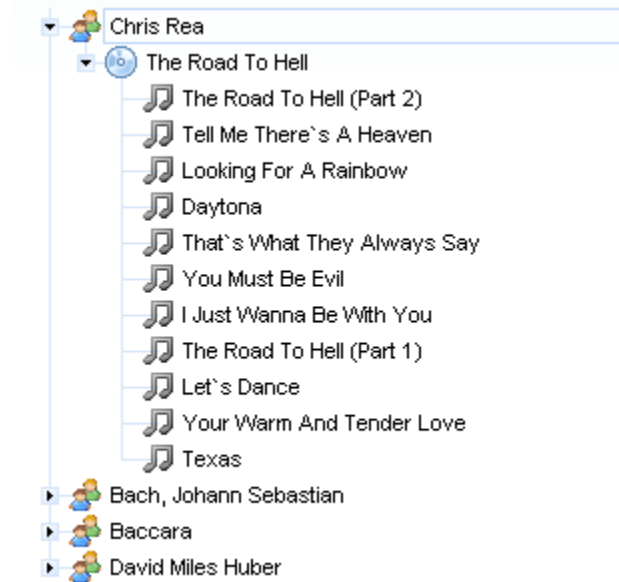 Chris Rea
The Road To Hell
The Road To Hell (Part 2)
Tell Me There`s A Heaven
Looking For A Rainbow
Daytona
That`s What They Always Say
You Must Be Evil
I Just Wanna Be With You
The Road To Hell (Part 1)
Let`s Dance
Your Warm And Tender Love
Texas
Bach, Johann Sebastian
Baccara
David Miles Huber